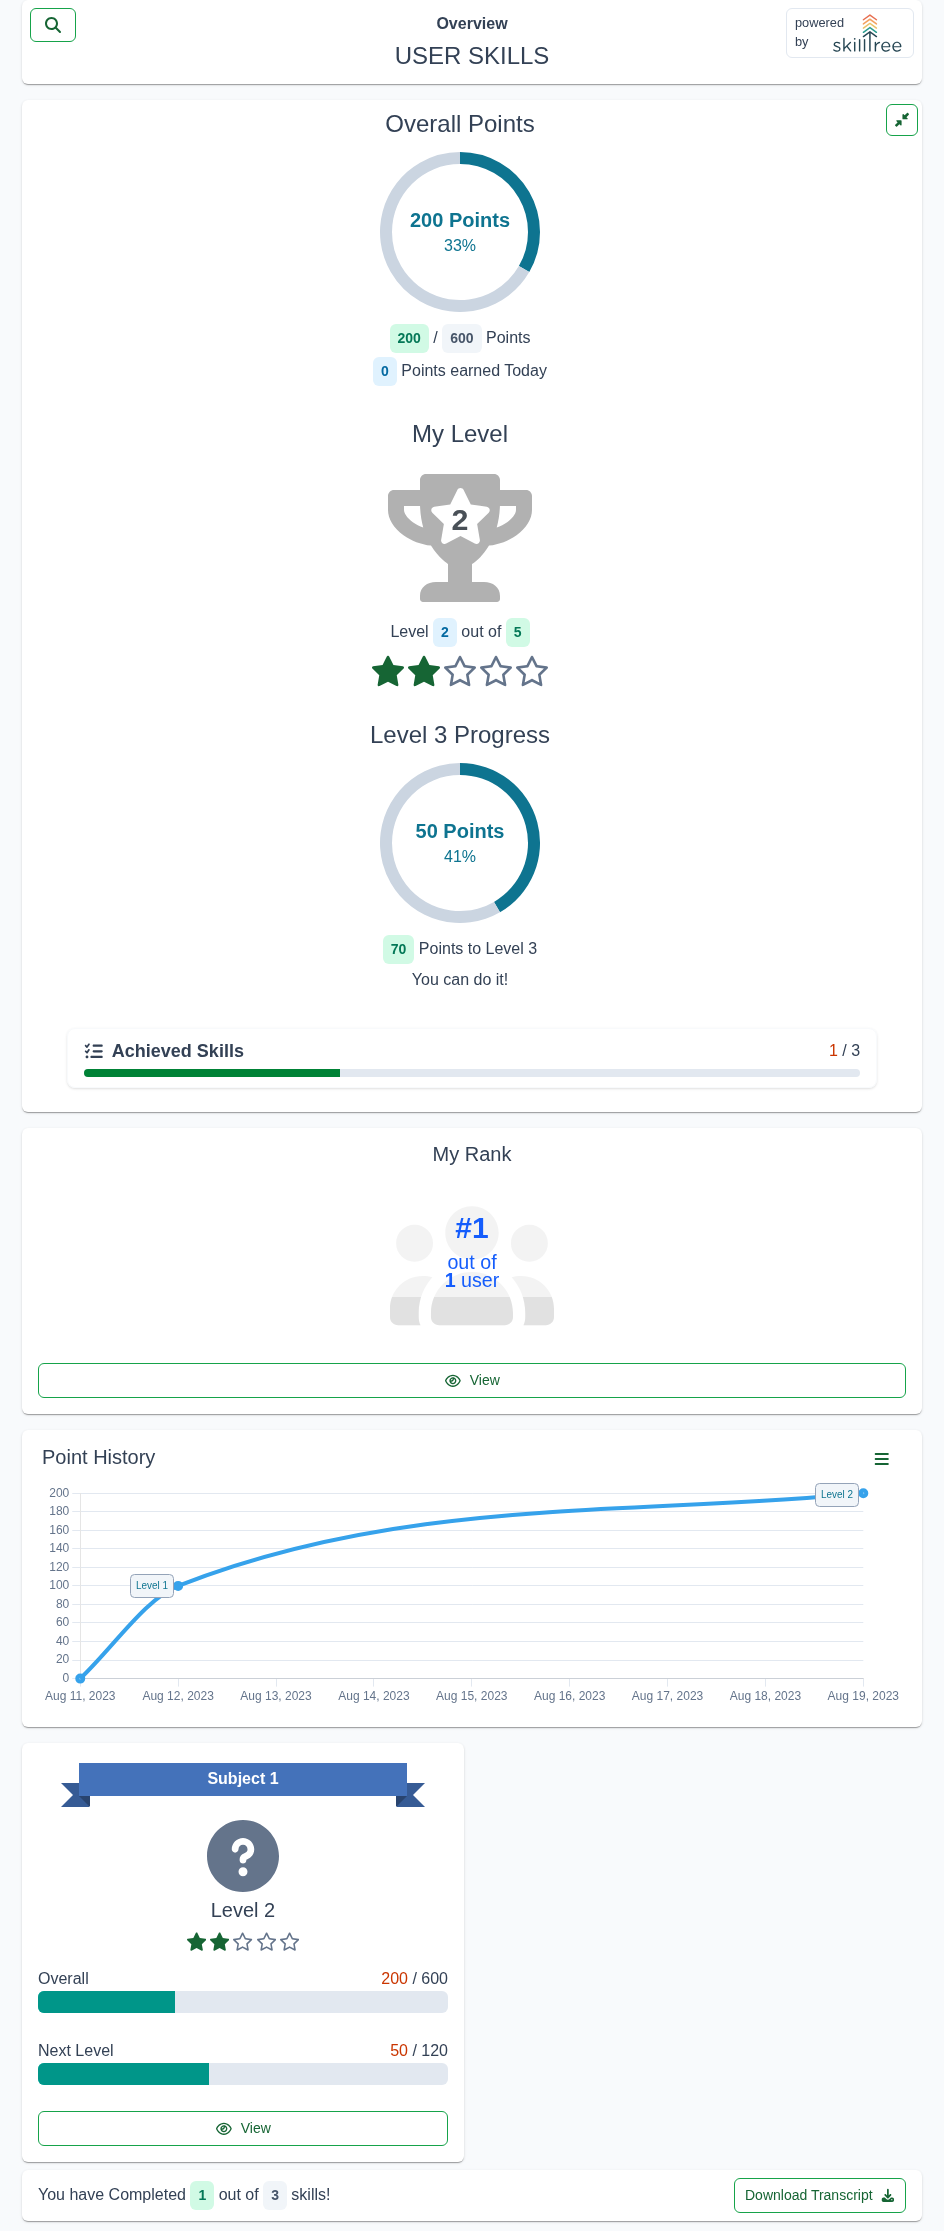 Overview
USER SKILLS
powered
by skilltree
Overall Points
200 Points
33%
200 / 600 Points
0 Points earned Today
My Level
2
Level 2 out of 5
Level 3 Progress
50 Points
41%
70 Points to Level 3
You can do it!
Achieved Skills 1 / 3
My Rank
#1
out of
1 user
View
Point History
200
180
160
140
120
100
80
60
40
20
0
Level 1
Level 2
Aug 11, 2023 Aug 12, 2023 Aug 13, 2023 Aug 14, 2023 Aug 15, 2023 Aug 16, 2023 Aug 17, 2023 Aug 18, 2023 Aug 19, 2023
Subject 1
Level 2
Overall 200 / 600
Next Level 50 / 120
View
You have Completed 1 out of 3 skills!
Download Transcript